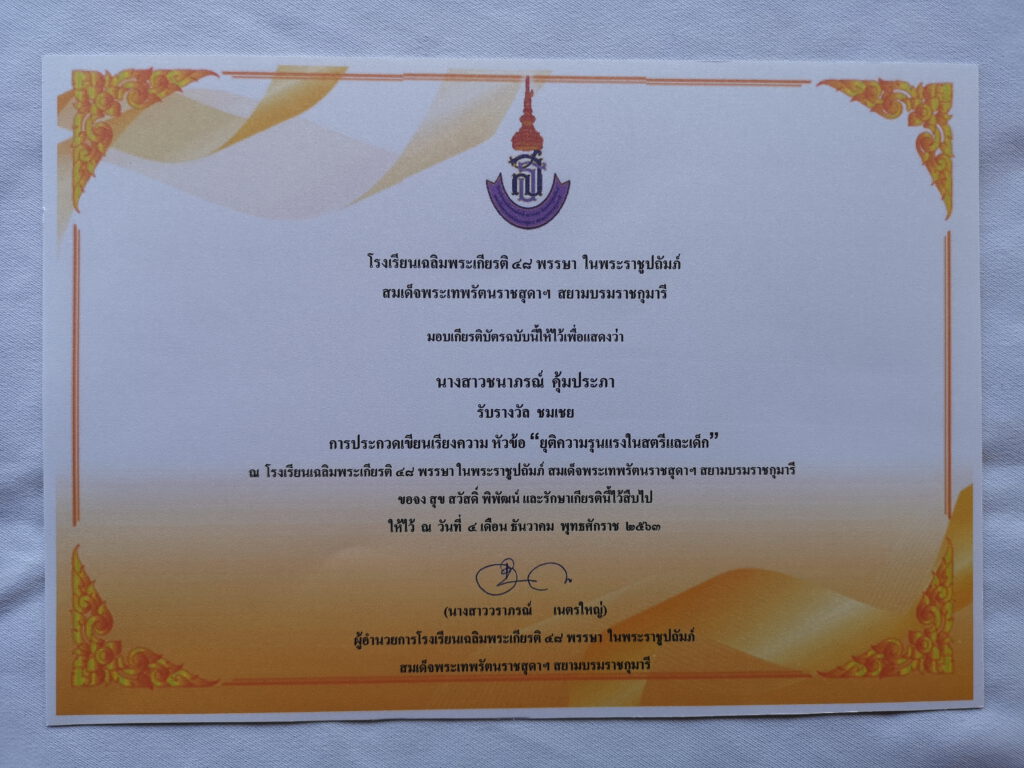 โรงเรียนเฉลิมพระเกียรติ ๔๘ พรรษา ในพระราชูปถัมภ์
สมเด็จพระเทพรัตนราชสุดาฯ สยามบรมราชกุมารี
มอบเกียรติบัตรฉบับนี้ให้ไว้เพื่อแสดงว่า
นางสาวชนาภรณ์ คุ้มประภา
รับรางวัล ชมเชย
การประกวดเขียนเรียงความ หัวข้อ “ยุติความรุนแรงในสตรีและเด็ก”
ณ โรงเรียนเฉลิมพระเกียรติ ๔๘ พรรษา ในพระราชูปถัมภ์ สมเด็จพระเทพรัตนราชสุดาฯ สยามบรมราชกุมารี
ขอจง สุข สวัสดิ์ พิพัฒน์ และรักษาเกียรตินี้ไว้สืบไป
ให้ไว้ ณ วันที่ ๔ เดือน ธันวาคม พุทธศักราช ๒๕๖๓
(นางสาววราภรณ์ เนตรใหญ่)
ผู้อำนวยการโรงเรียนเฉลิมพระเกียรติ ๔๘ พรรษา ในพระราชูปถัมภ์
สมเด็จพระเทพรัตนราชสุดาฯ สยามบรมราชกุมารี